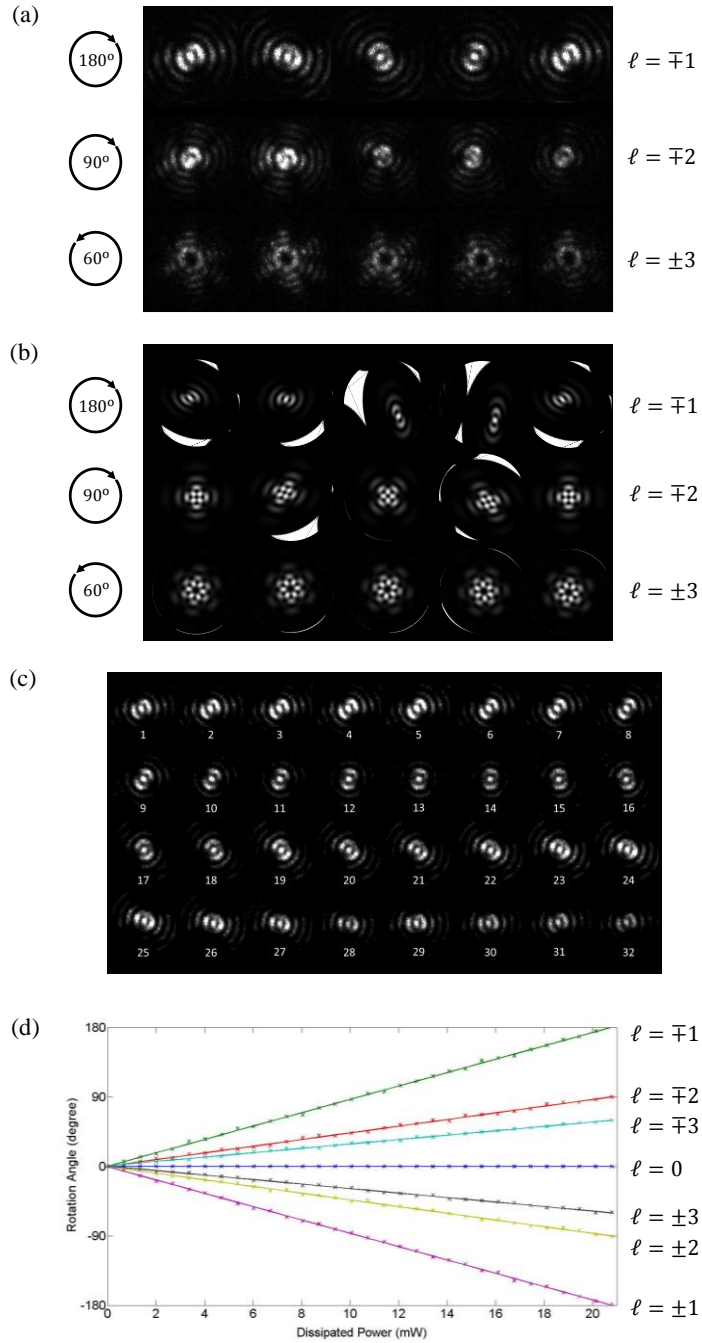 (a)
180º
ℓ = ∓1
90º
ℓ = ∓2
60º
ℓ = ±3
(b)
180º
ℓ = ∓1
90º
ℓ = ∓2
60º
ℓ = ±3
(c)
1 2 3 4 5 6 7 8
9 10 11 12 13 14 15 16
17 18 19 20 21 22 23 24
25 26 27 28 29 30 31 32
(d)
180
90
0
-90
-180
Rotation Angle (degree)
ℓ = ∓1
ℓ = ∓2
ℓ = ∓3
ℓ = 0
ℓ = ±3
ℓ = ±2
ℓ = ±1
0 2 4 6 8 10 12 14 16 18 20
Dissipated Power (mW)